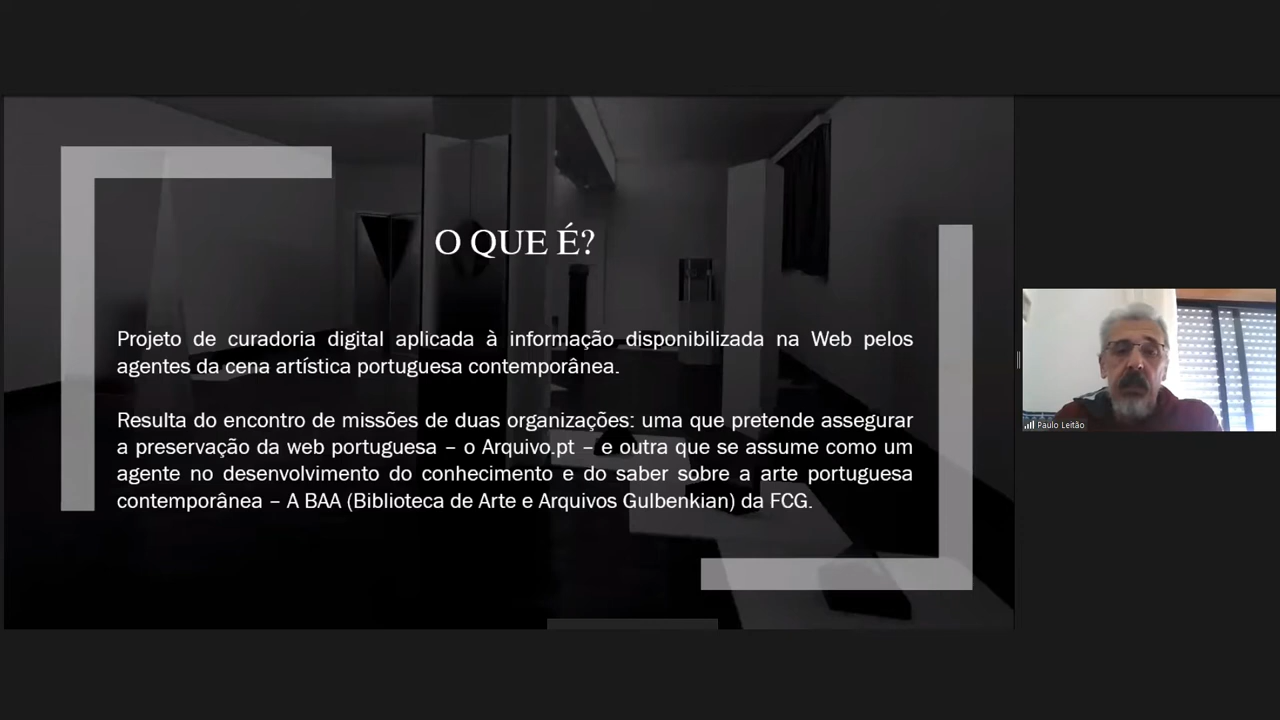 O QUE É?
Projeto de curadoria digital aplicada à informação disponibilizada na Web pelos
agentes da cena artística portuguesa contemporânea.
Resulta do encontro de missões de duas organizações: uma que pretende assegurar
a preservação da web portuguesa – o Arquivo.pt – e outra que se assume como um
agente no desenvolvimento do conhecimento e do saber sobre a arte portuguesa
contemporânea – A BAA (Biblioteca de Arte e Arquivos Gulbenkian) da FCG.
Paulo Leitão